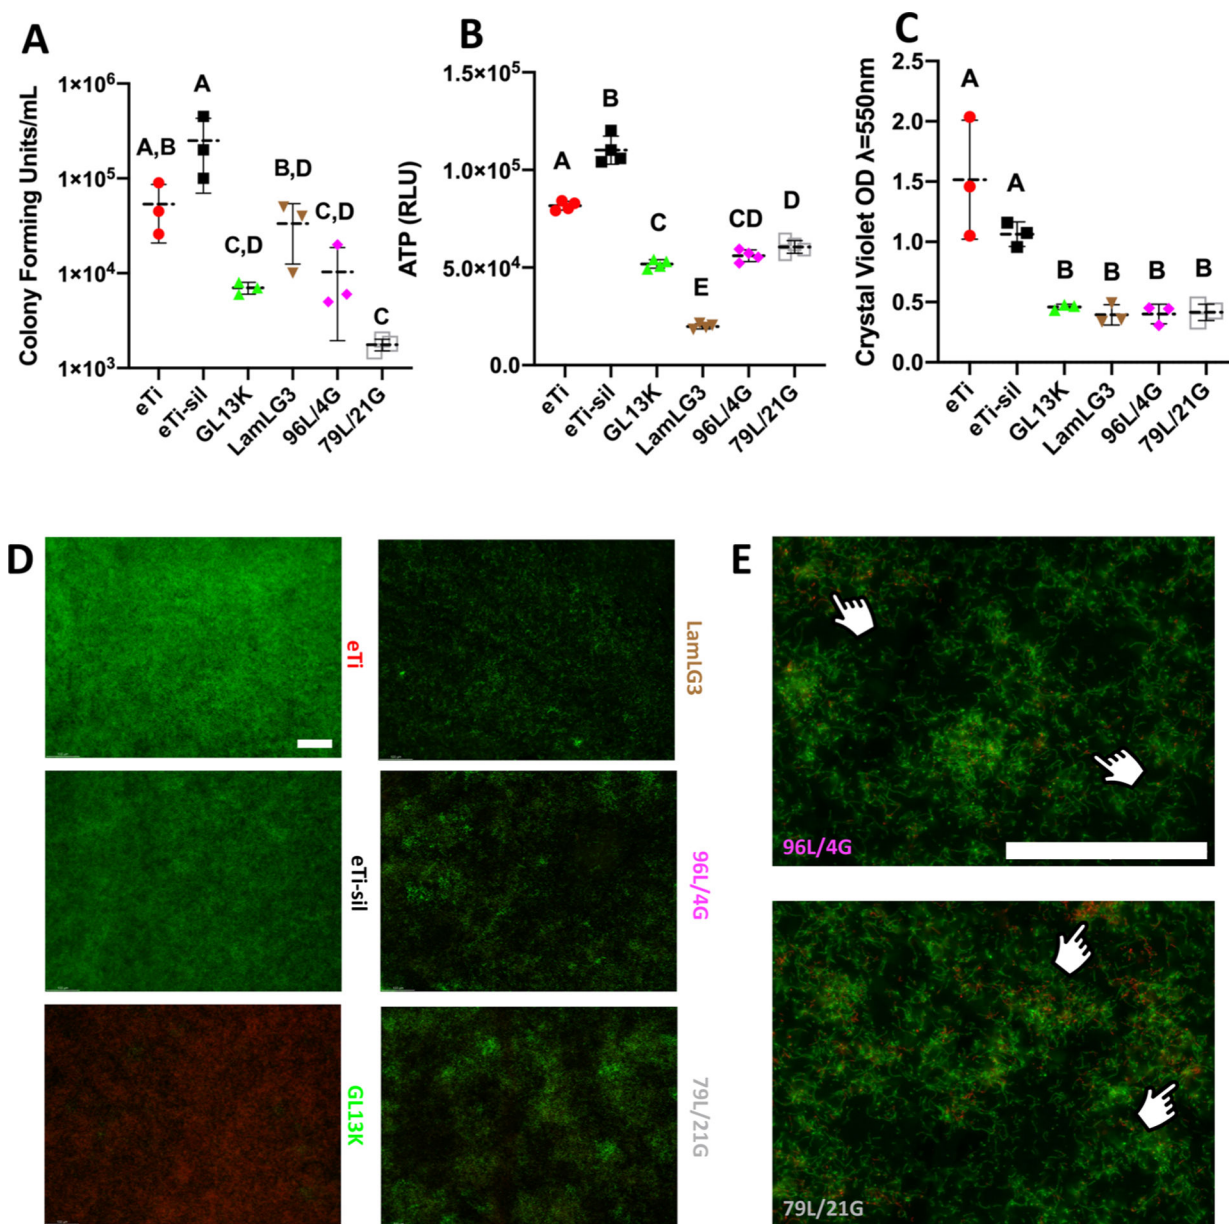 A
Colony Forming Units/mL
1×10⁶
1×10⁵
1×10⁴
1×10³
A,B
A
C,D
B,D
C,D
C
eTi
eTi-sil
GL13K
LamLG3
96L/4G
79L/21G
B
ATP (RLU)
1.5×10⁵
1.0×10⁵
5.0×10⁴
0.0
A
B
C
E
CD
D
eTi
eTi-sil
GL13K
LamLG3
96L/4G
79L/21G
C
Crystal Violet OD λ=550nm
2.5
2.0
1.5
1.0
0.5
0.0
A
A
B
B
B
B
eTi
eTi-sil
GL13K
LamLG3
96L/4G
79L/21G
D
eTi
LamLG3
eTi-sil
96L/4G
GL13K
79L/21G
E
96L/4G
79L/21G